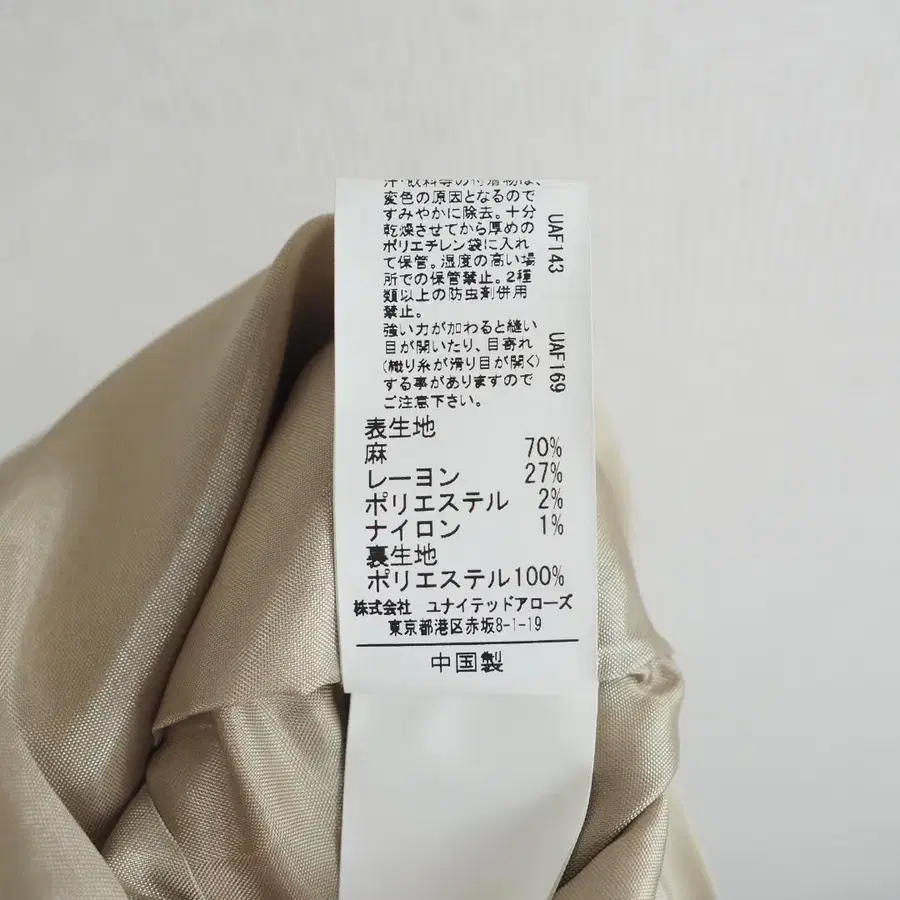 汗・飲料等の付着物は、
変色の原因となるので
すみやかに除去。十分
乾燥させてから厚めの
ポリエチレン袋に入れ
て保管。湿度の高い場
所での保管禁止。2種
類以上の防虫剤併用
禁止。
強い力が加わると縫い
目が開いたり、目寄れ
(織り糸が滑り目が開く)
する事がありますので
ご注意下さい。
UAF143
UAF169
表生地
麻 70%
レーヨン 27%
ポリエステル 2%
ナイロン 1%
裏生地
ポリエステル100%
株式会社 ユナイテッドアローズ
東京都港区赤坂8-1-19
中国製